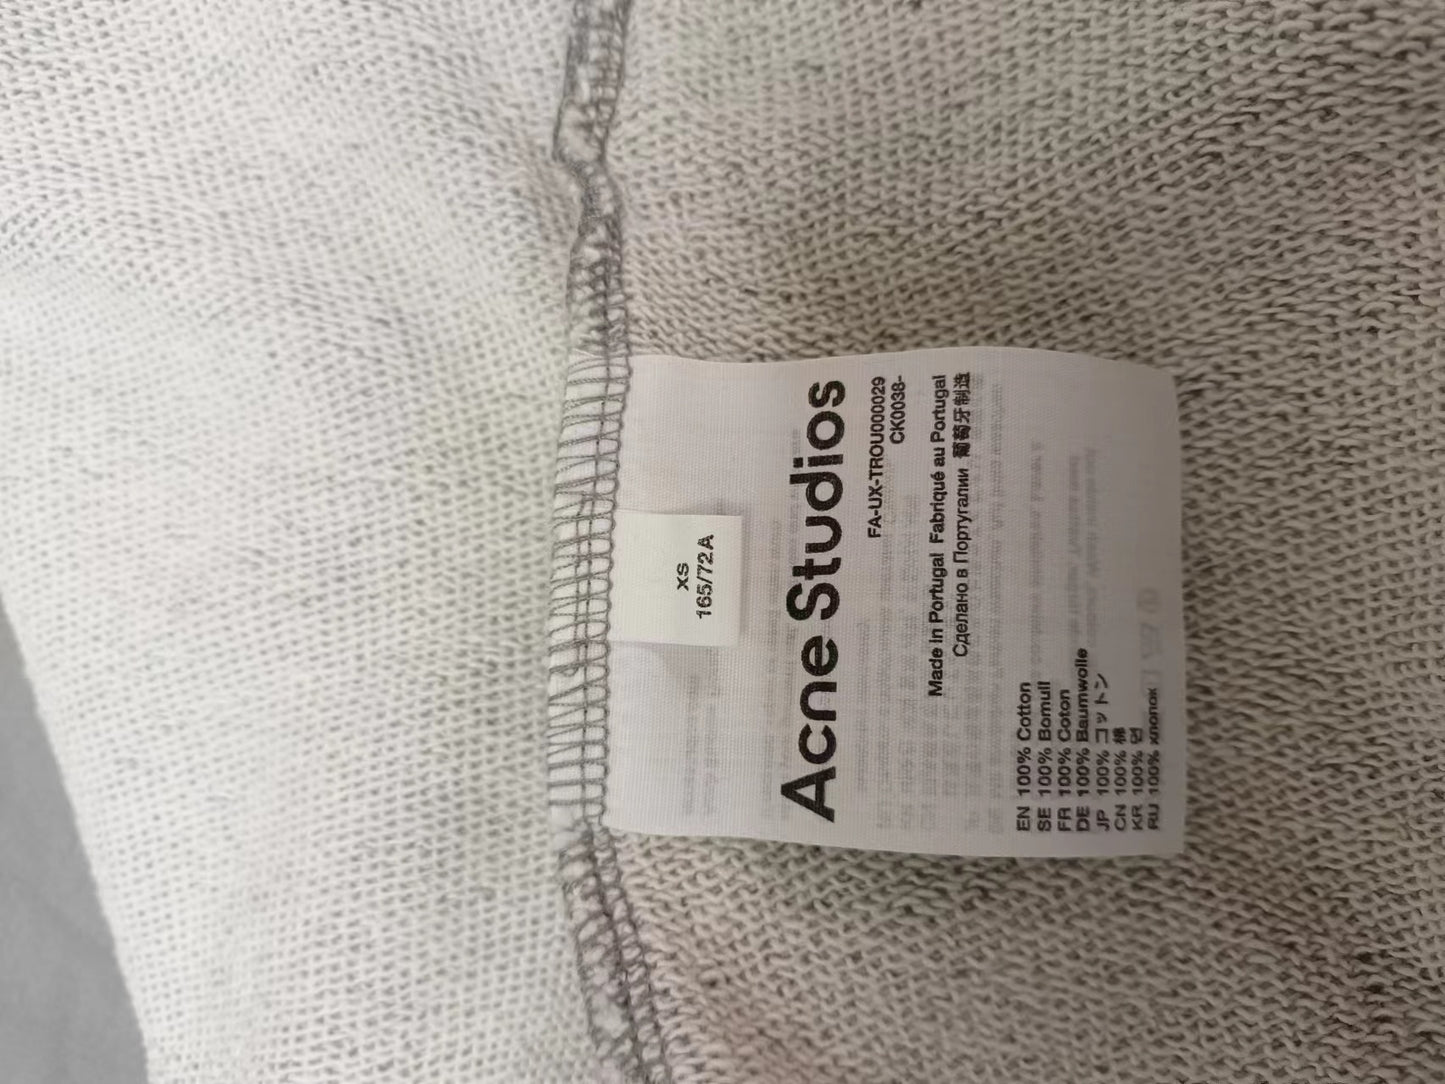 XS
165/72A
Acne Studios
FA-UX-TROU000029
CK0038-
Made in Portugal Fabriqué au Portugal
Сделано в Португалии 葡萄牙制造
EN 100% Cotton
SE 100% Bomull
FR 100% Coton
DE 100% Baumwolle
JP 100% コットン
CN 100% 棉
KR 100% 면
RU 100% хлопок